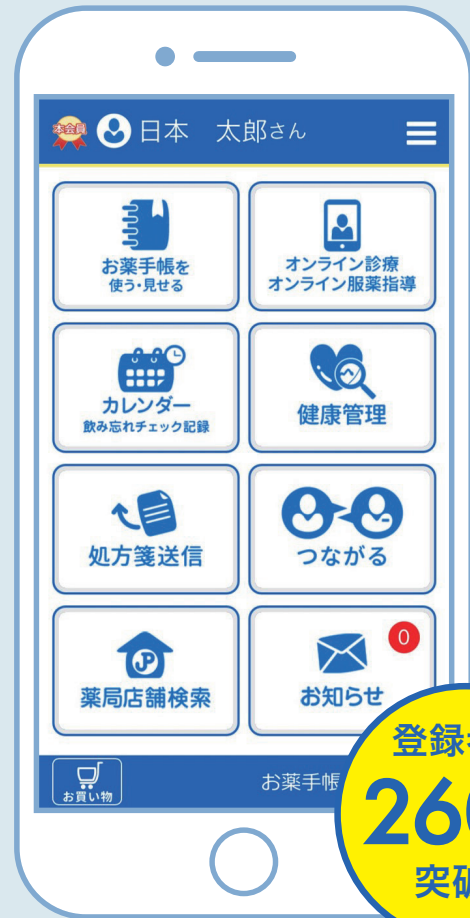 本会員
日本 太郎さん
お薬手帳を
使う・見せる
オンライン診療
オンライン服薬指導
カレンダー
飲み忘れチェック記録
健康管理
処方箋送信
つながる
JP
薬局店舗検索
0
お知らせ
お買い物
お薬手帳
登録
26
突破